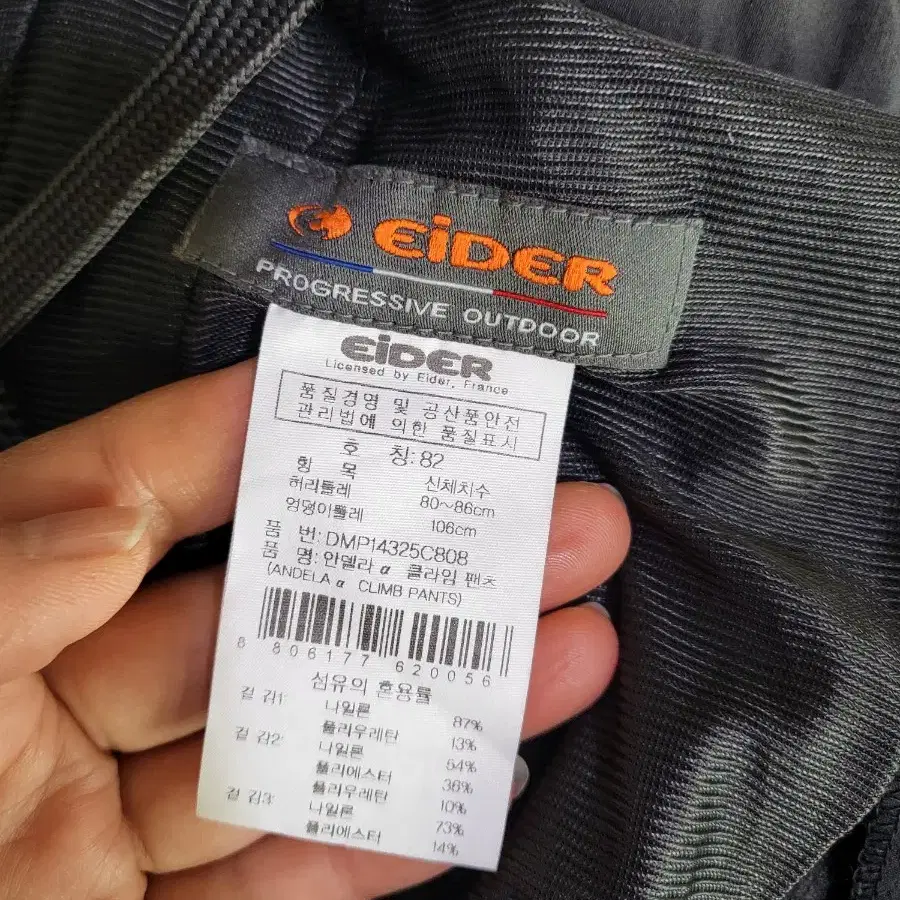 EiDER
PROGRESSIVE OUTDOOR
EiDER
Licensed by Eider, France
품질경영 및 공산품안전
관리법에 의한 품질표시
호 칭: 82
항 목 신체치수
허리둘레 80~86cm
엉덩이둘레 106cm
품 번: DMP14325C808
품 명: 안델라 α 클라임 팬츠
(ANDELA α CLIMB PANTS)
8 806177 620056
섬유의 혼용률
겉 감1: 나일론 87%
폴리우레탄 13%
겉 감2: 나일론 54%
폴리에스터 36%
폴리우레탄 10%
겉 감3: 나일론 73%
폴리에스터 14%